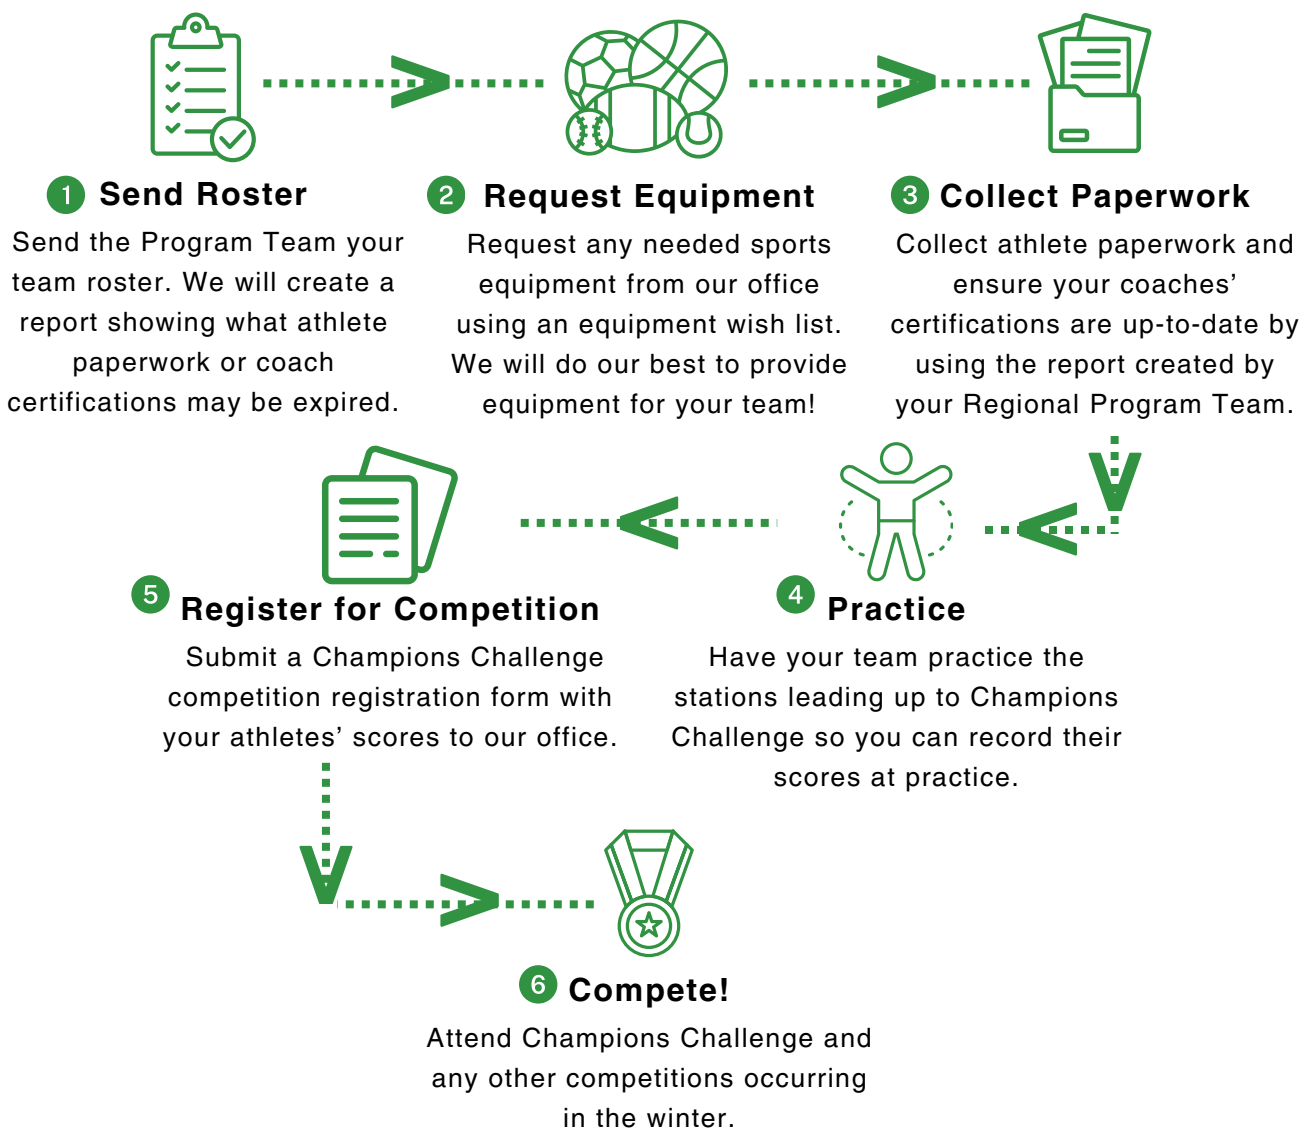 1 Send Roster
Send the Program Team your
team roster. We will create a
report showing what athlete
paperwork or coach
certifications may be expired.
2 Request Equipment
Request any needed sports
equipment from our office
using an equipment wish list.
We will do our best to provide
equipment for your team!
3 Collect Paperwork
Collect athlete paperwork and
ensure your coaches’
certifications are up-to-date by
using the report created by
your Regional Program Team.
4 Practice
Have your team practice the
stations leading up to Champions
Challenge so you can record their
scores at practice.
5 Register for Competition
Submit a Champions Challenge
competition registration form with
your athletes’ scores to our office.
6 Compete!
Attend Champions Challenge and
any other competitions occurring
in the winter.